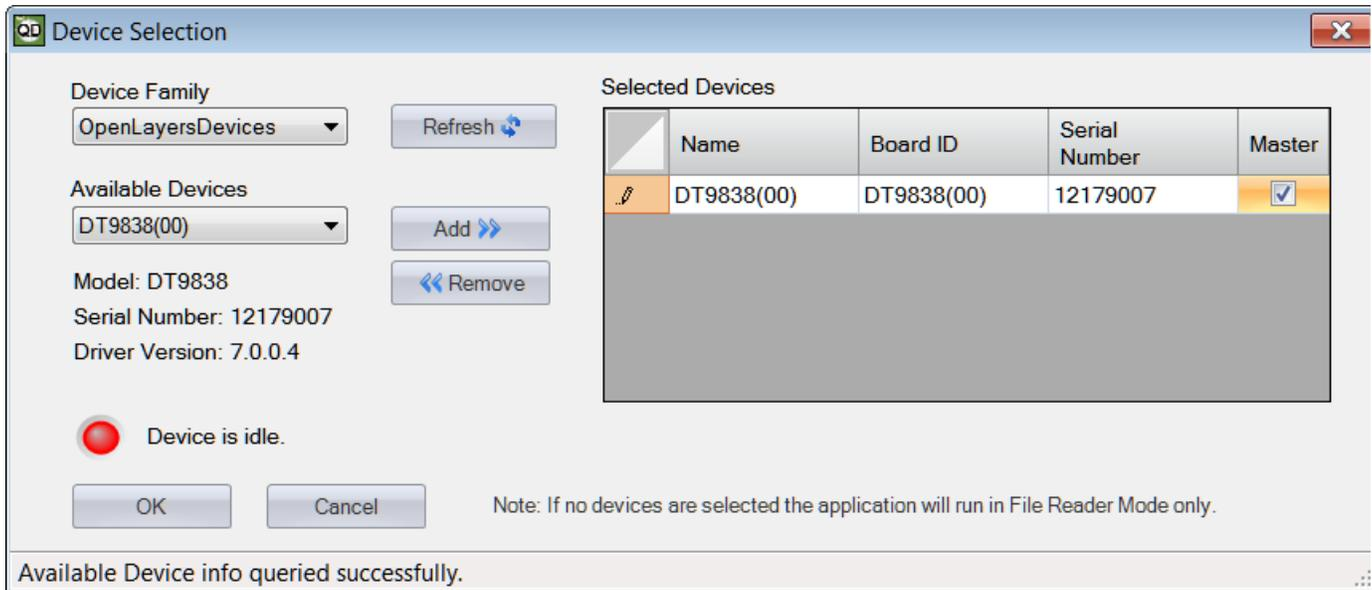 QD Device Selection
Device Family
OpenLayersDevices
Refresh
Available Devices
DT9838(00)
Add
Remove
Model: DT9838
Serial Number: 12179007
Driver Version: 7.0.0.4
Device is idle.
OK
Cancel
Selected Devices
Name Board ID Serial Number Master
DT9838(00) DT9838(00) 12179007
Note: If no devices are selected the application will run in File Reader Mode only.
Available Device info queried successfully.